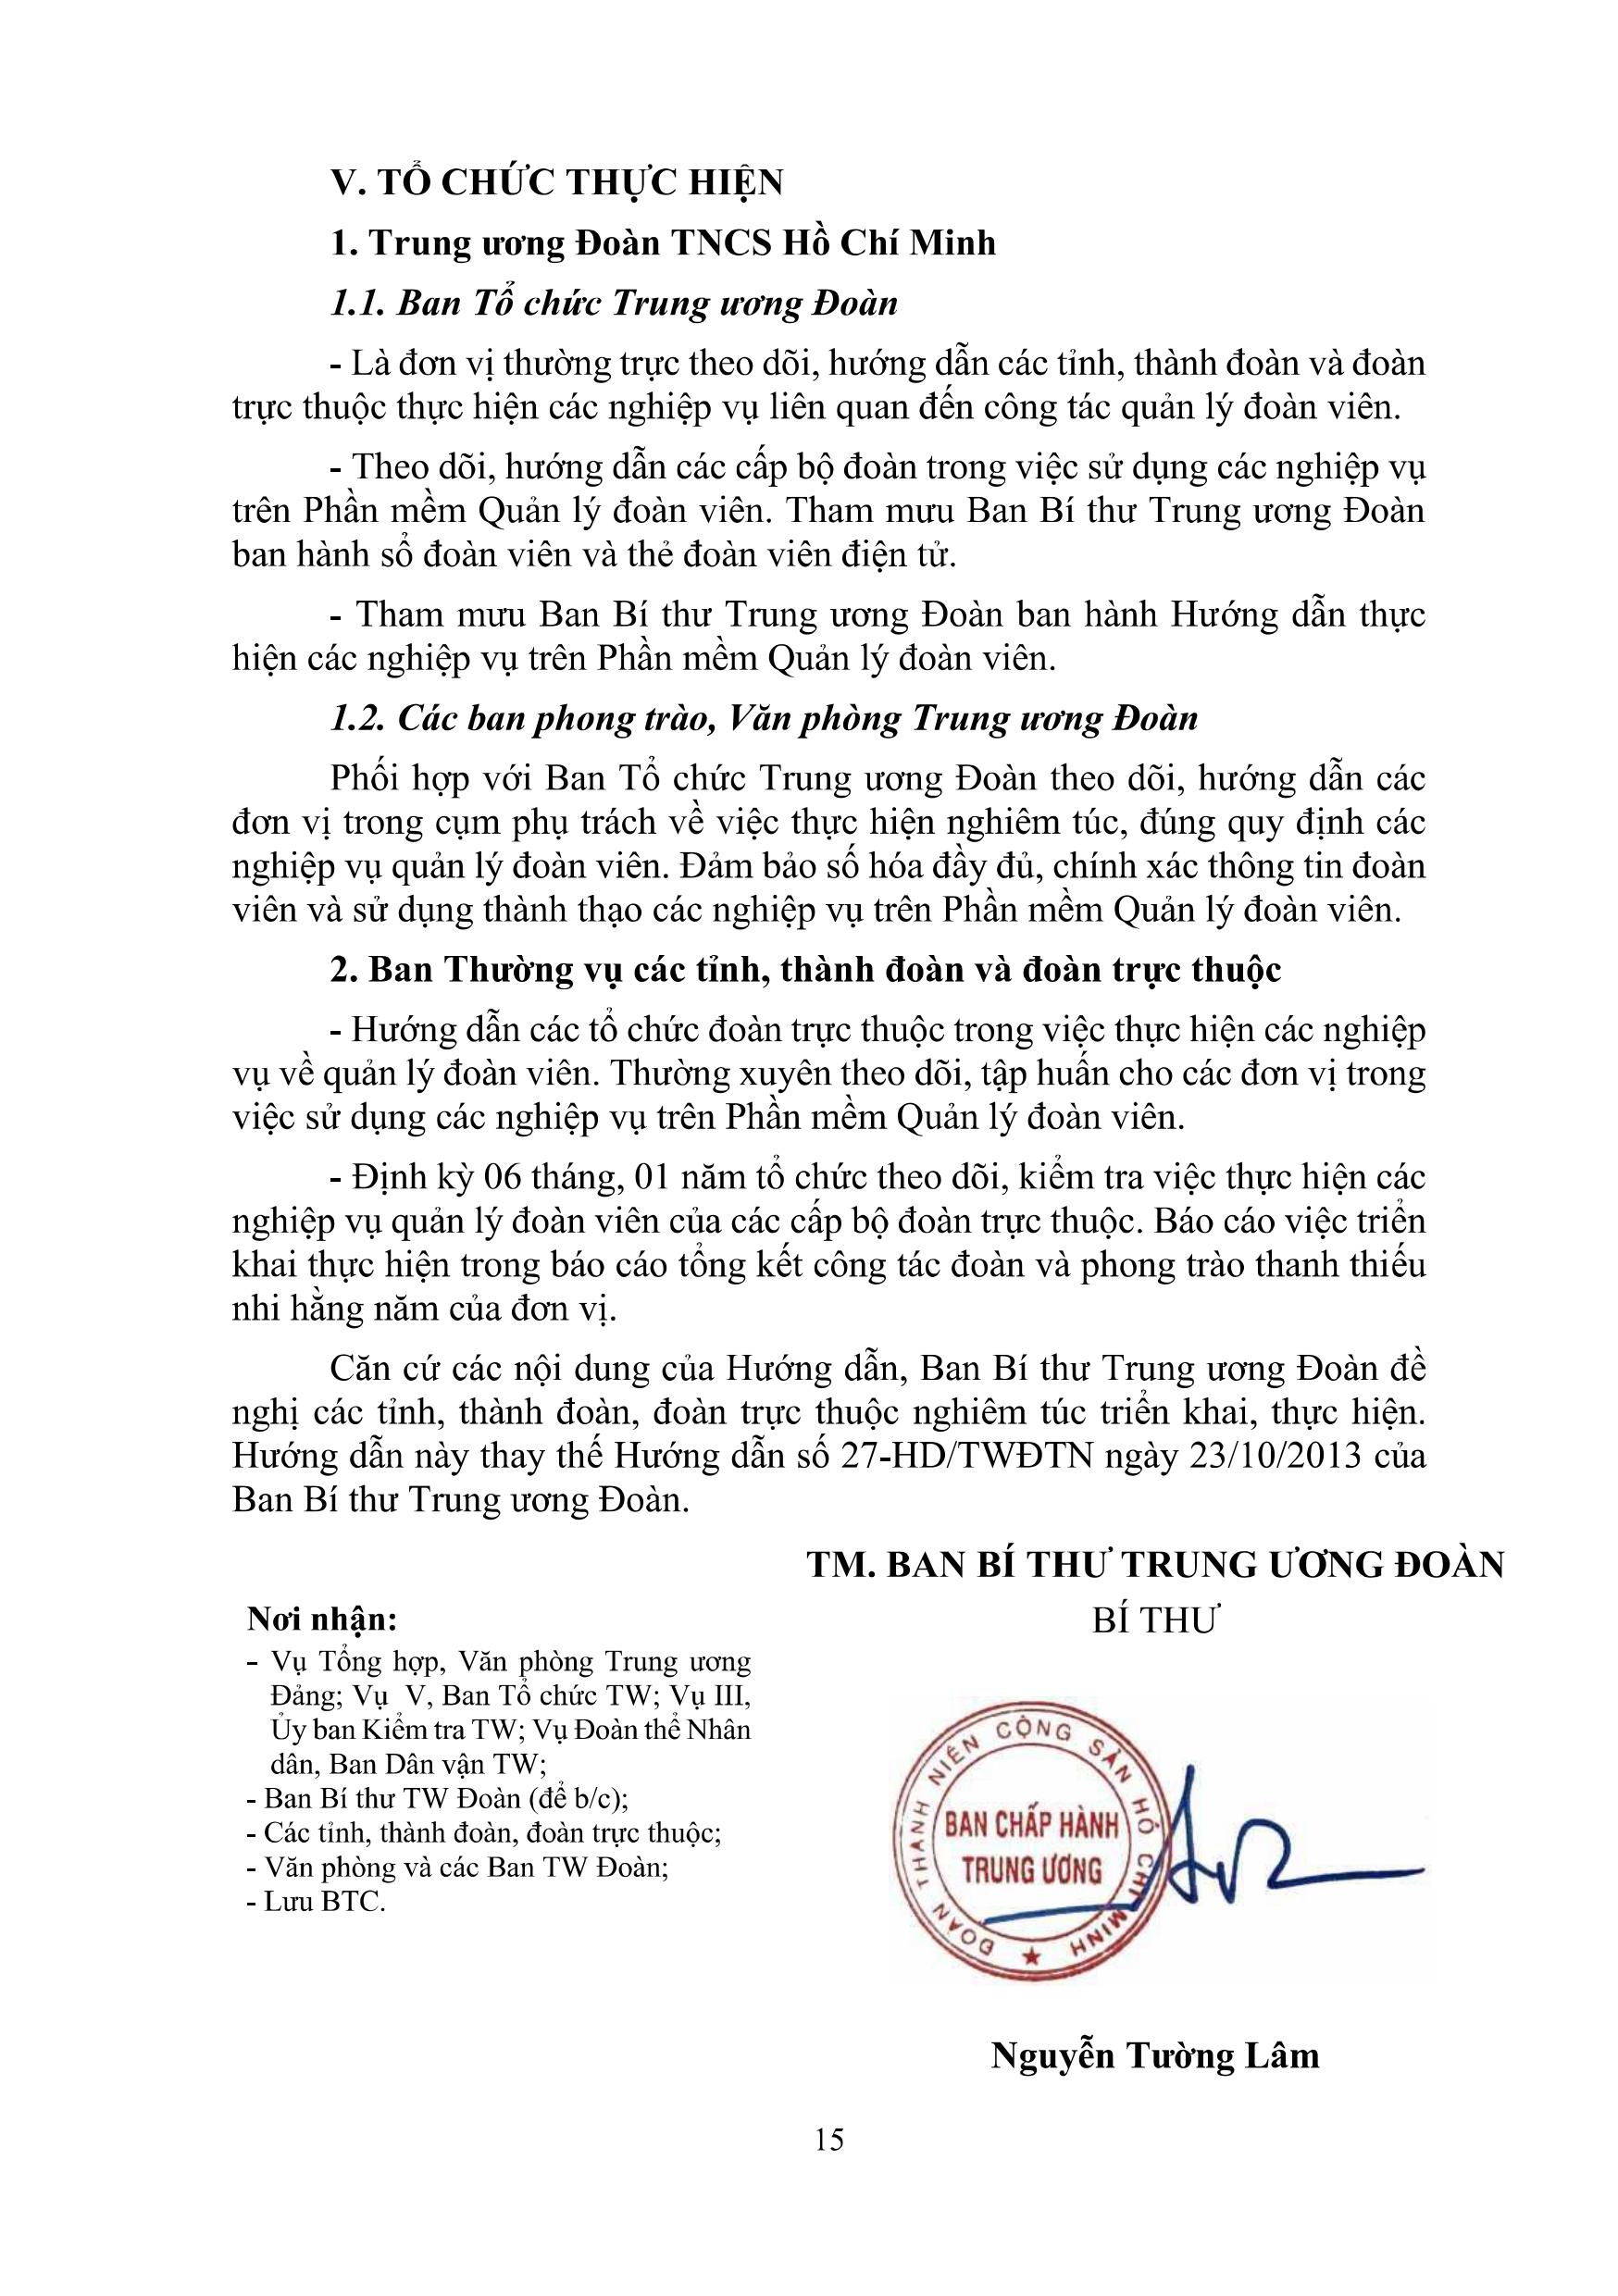 V. TỔ CHỨC THỰC HIỆN
1. Trung ương Đoàn TNCS Hồ Chí Minh
1.1. Ban Tổ chức Trung ương Đoàn
- Là đơn vị thường trực theo dõi, hướng dẫn các tỉnh, thành đoàn và đoàn
trực thuộc thực hiện các nghiệp vụ liên quan đến công tác quản lý đoàn viên.
- Theo dõi, hướng dẫn các cấp bộ đoàn trong việc sử dụng các nghiệp vụ
trên Phần mềm Quản lý đoàn viên. Tham mưu Ban Bí thư Trung ương Đoàn
ban hành sổ đoàn viên và thẻ đoàn viên điện tử.
- Tham mưu Ban Bí thư Trung ương Đoàn ban hành Hướng dẫn thực
hiện các nghiệp vụ trên Phần mềm Quản lý đoàn viên.
1.2. Các ban phong trào, Văn phòng Trung ương Đoàn
Phối hợp với Ban Tổ chức Trung ương Đoàn theo dõi, hướng dẫn các
đơn vị trong cụm phụ trách về việc thực hiện nghiêm túc, đúng quy định các
nghiệp vụ quản lý đoàn viên. Đảm bảo số hóa đầy đủ, chính xác thông tin đoàn
viên và sử dụng thành thạo các nghiệp vụ trên Phần mềm Quản lý đoàn viên.
2. Ban Thường vụ các tỉnh, thành đoàn và đoàn trực thuộc
- Hướng dẫn các tổ chức đoàn trực thuộc trong việc thực hiện các nghiệp
vụ về quản lý đoàn viên. Thường xuyên theo dõi, tập huấn cho các đơn vị trong
việc sử dụng các nghiệp vụ trên Phần mềm Quản lý đoàn viên.
- Định kỳ 06 tháng, 01 năm tổ chức theo dõi, kiểm tra việc thực hiện các
nghiệp vụ quản lý đoàn viên của các cấp bộ đoàn trực thuộc. Báo cáo việc triển
khai thực hiện trong báo cáo tổng kết công tác đoàn và phong trào thanh thiếu
nhi hằng năm của đơn vị.
Căn cứ các nội dung của Hướng dẫn, Ban Bí thư Trung ương Đoàn đề
nghị các tỉnh, thành đoàn, đoàn trực thuộc nghiêm túc triển khai, thực hiện.
Hướng dẫn này thay thế Hướng dẫn số 27-HD/TWĐTN ngày 23/10/2013 của
Ban Bí thư Trung ương Đoàn.
TM. BAN BÍ THƯ TRUNG ƯƠNG ĐOÀN
BÍ THƯ
Nơi nhận:
- Vụ Tổng hợp, Văn phòng Trung ương
Đảng; Vụ V, Ban Tổ chức TW; Vụ III,
Ủy ban Kiểm tra TW; Vụ Đoàn thể Nhân
dân, Ban Dân vận TW;
- Ban Bí thư TW Đoàn (để b/c);
- Các tỉnh, thành đoàn, đoàn trực thuộc;
- Văn phòng và các Ban TW Đoàn;
- Lưu BTC.
ĐOÀN THANH NIÊN CỘNG SẢN HỒ CHÍ MINH
BAN CHẤP HÀNH
TRUNG ƯƠNG
Nguyễn Tường Lâm
15